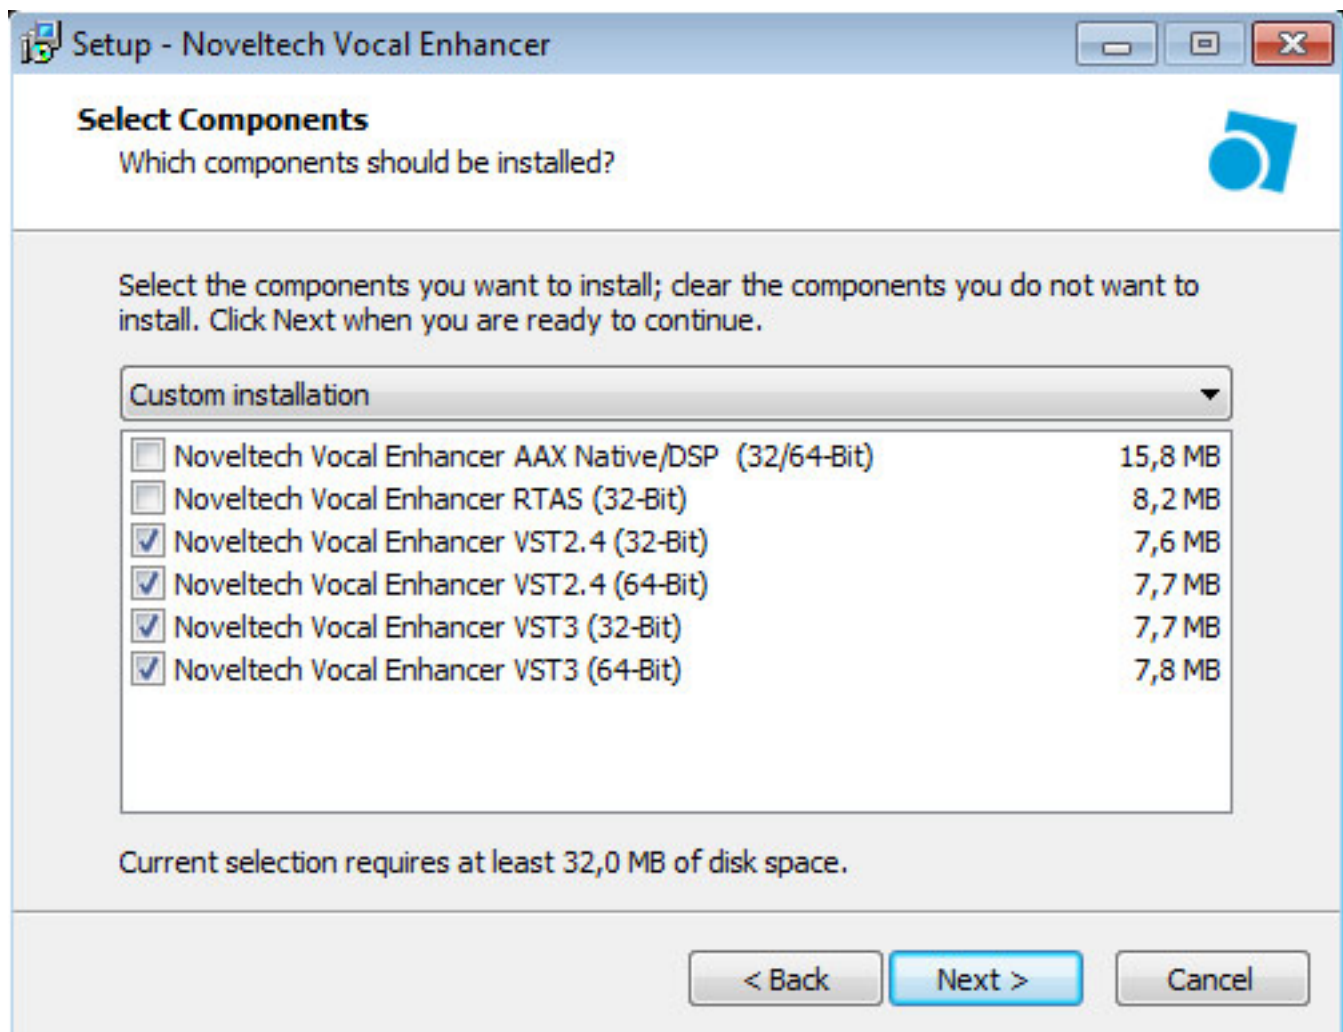 Setup - Noveltech Vocal Enhancer
Select Components
Which components should be installed?
Select the components you want to install; clear the components you do not want to
install. Click Next when you are ready to continue.
Custom installation
Noveltech Vocal Enhancer AAX Native/DSP (32/64-Bit) 15,8 MB
Noveltech Vocal Enhancer RTAS (32-Bit) 8,2 MB
Noveltech Vocal Enhancer VST2.4 (32-Bit) 7,6 MB
Noveltech Vocal Enhancer VST2.4 (64-Bit) 7,7 MB
Noveltech Vocal Enhancer VST3 (32-Bit) 7,7 MB
Noveltech Vocal Enhancer VST3 (64-Bit) 7,8 MB
Current selection requires at least 32,0 MB of disk space.
< Back Next > Cancel